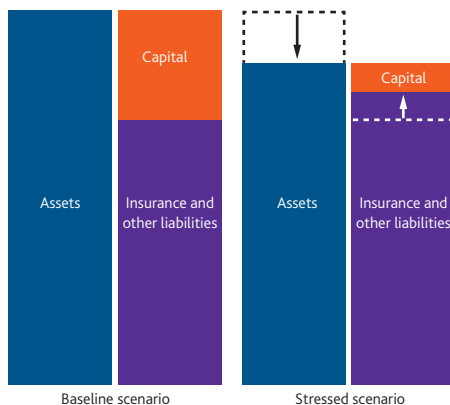 Capital
Capital
Assets
Insurance and
other liabilities
Assets
Insurance and
other liabilities
Baseline scenario
Stressed scenario